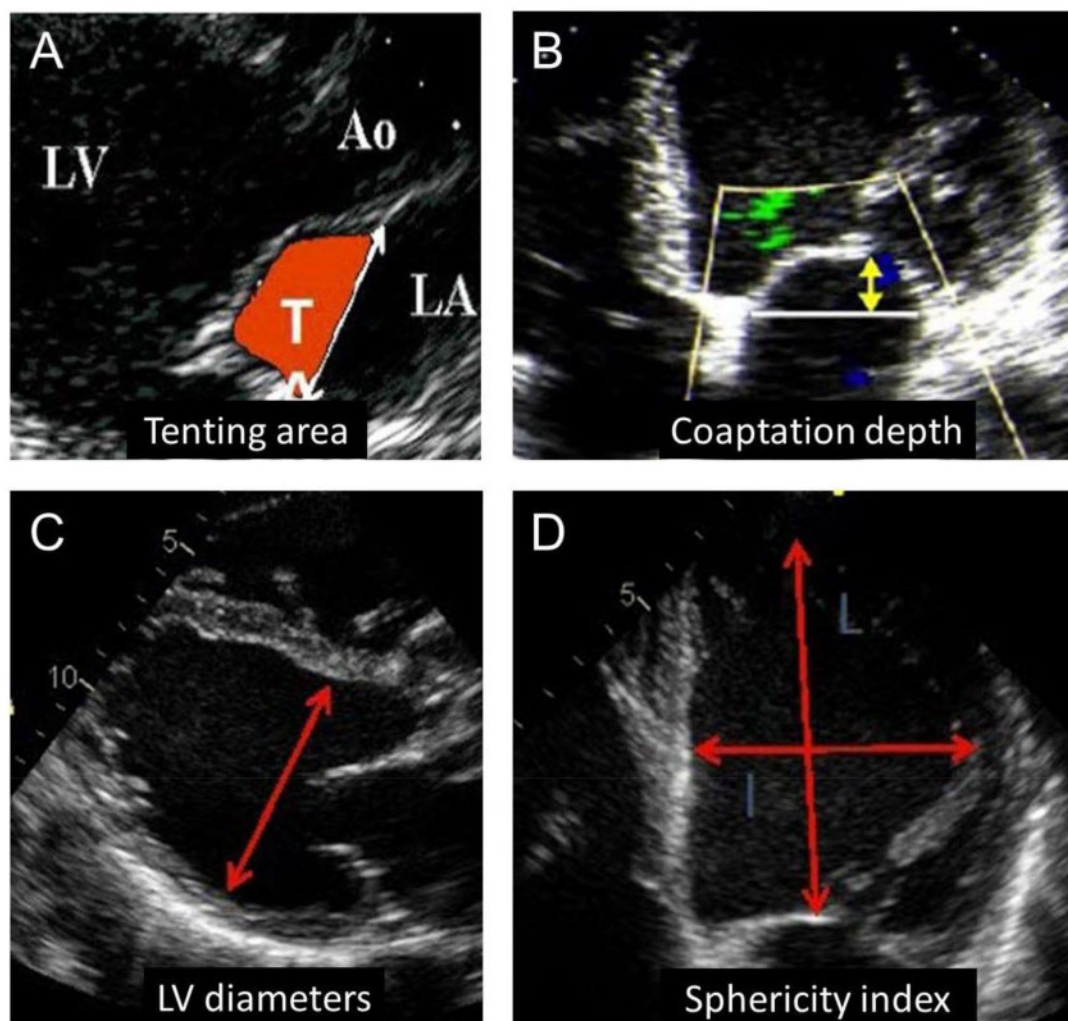 A
LV
Ao
LA
T
Tenting area
B
Coaptation depth
C
5
10
LV diameters
D
5
L
I
Sphericity index